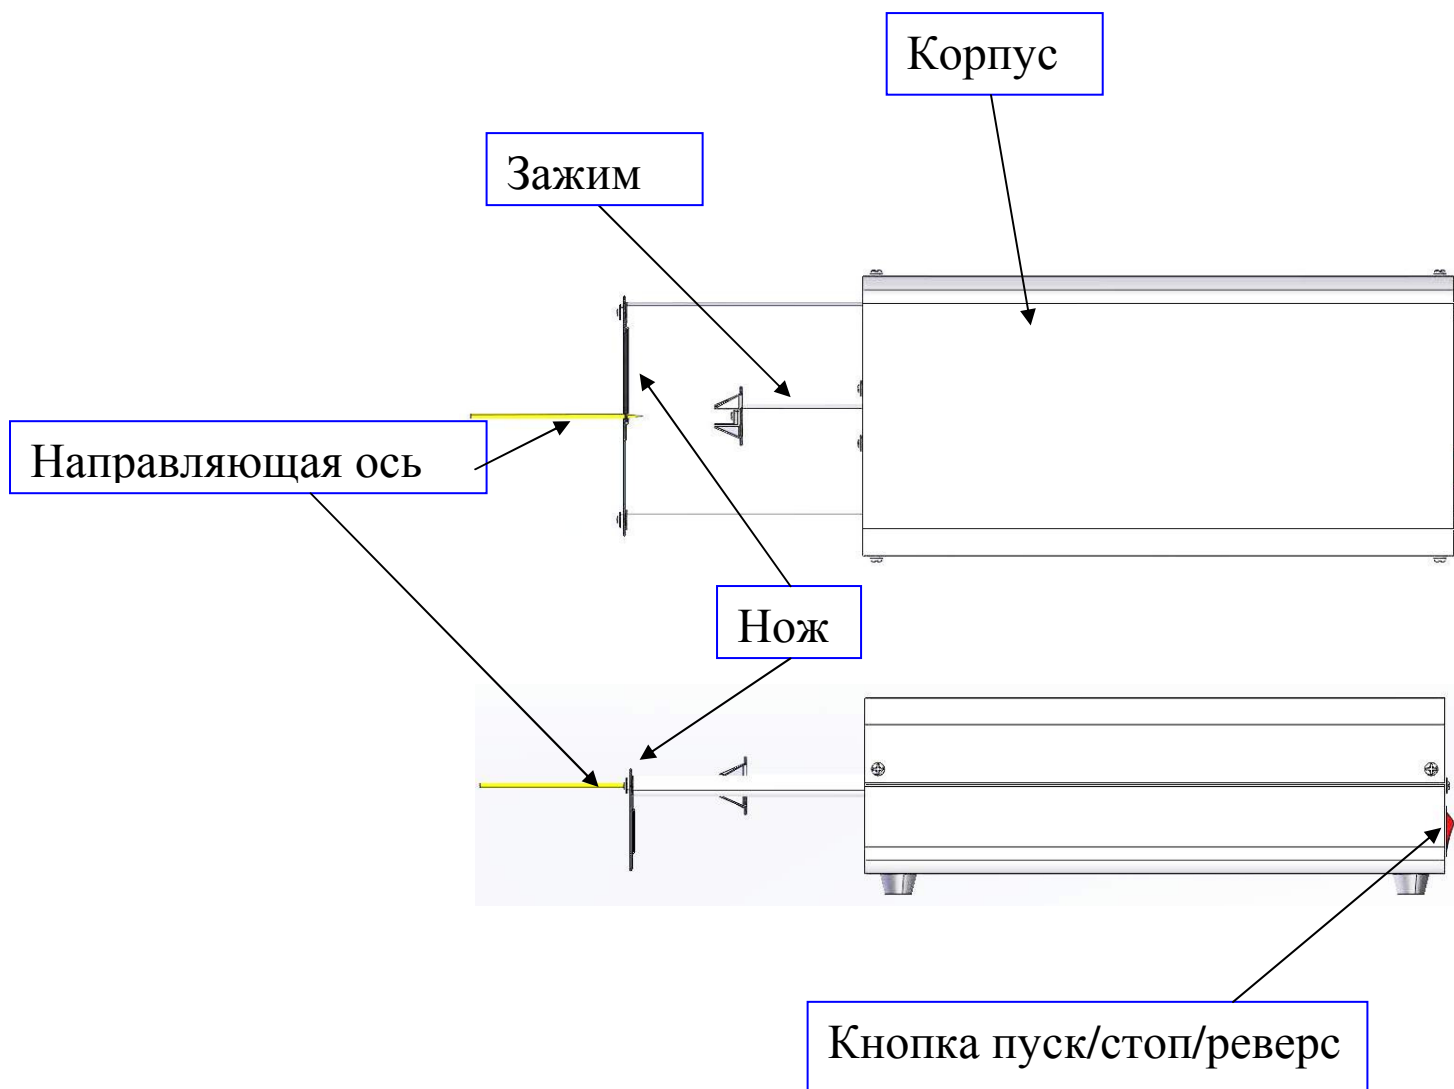 Корпус
Зажим
Направляющая ось
Нож
Кнопка пуск/стоп/реверс